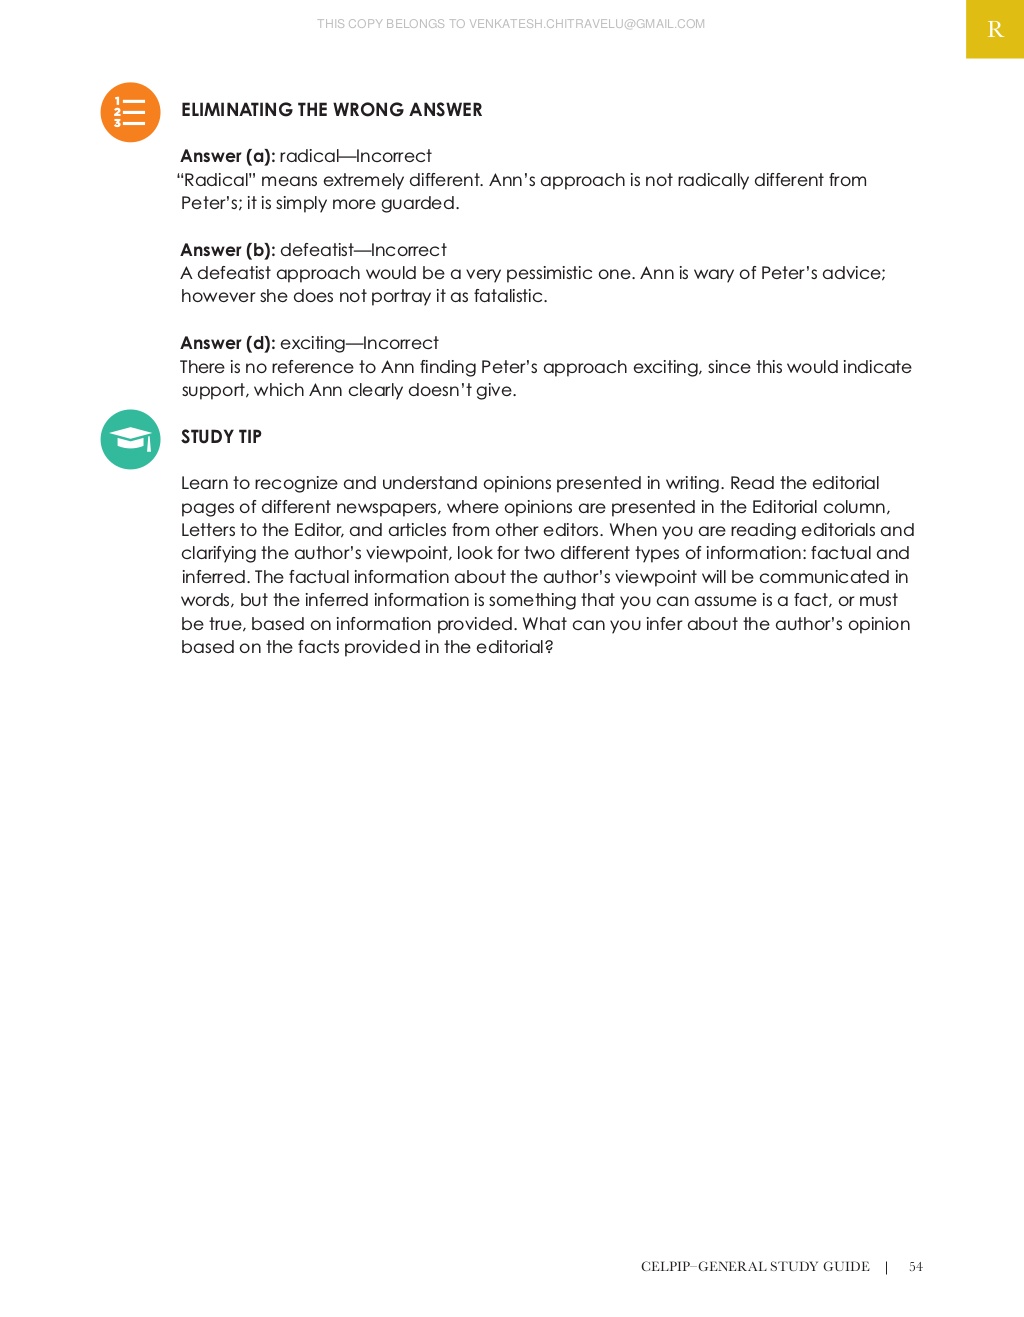 THIS COPY BELONGS TO VENKATESH.CHITRAVELU@GMAIL.COM
R
1
2
3
ELIMINATING THE WRONG ANSWER
Answer (a): radical—Incorrect
“Radical” means extremely different. Ann’s approach is not radically different from
Peter’s; it is simply more guarded.
Answer (b): defeatist—Incorrect
A defeatist approach would be a very pessimistic one. Ann is wary of Peter’s advice;
however she does not portray it as fatalistic.
Answer (d): exciting—Incorrect
There is no reference to Ann finding Peter’s approach exciting, since this would indicate
support, which Ann clearly doesn’t give.
STUDY TIP
Learn to recognize and understand opinions presented in writing. Read the editorial
pages of different newspapers, where opinions are presented in the Editorial column,
Letters to the Editor, and articles from other editors. When you are reading editorials and
clarifying the author’s viewpoint, look for two different types of information: factual and
inferred. The factual information about the author’s viewpoint will be communicated in
words, but the inferred information is something that you can assume is a fact, or must
be true, based on information provided. What can you infer about the author’s opinion
based on the facts provided in the editorial?
CELPIP–GENERAL STUDY GUIDE | 54